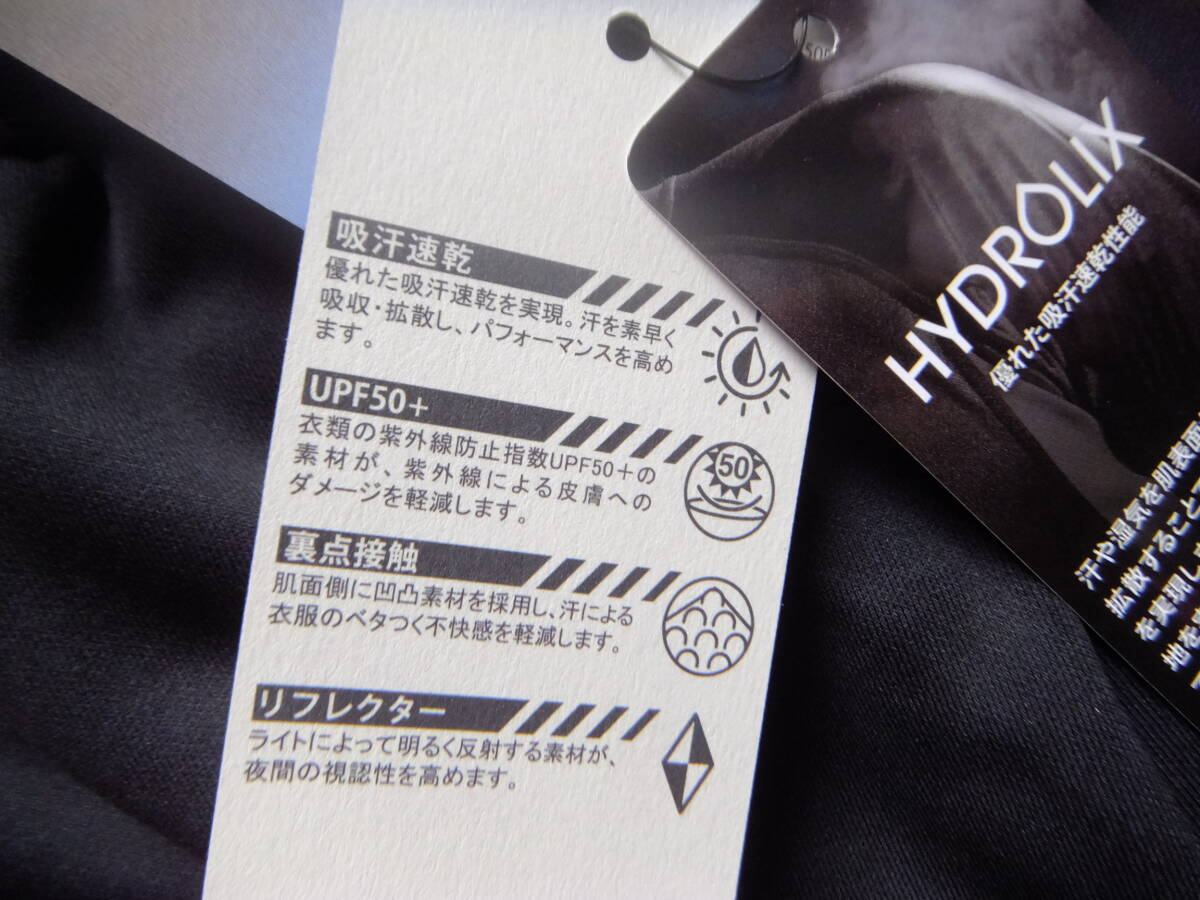 吸汗速乾
優れた吸汗速乾を実現。汗を素早く
吸収・拡散し、パフォーマンスを高め
ます。
UPF50+
衣類の紫外線防止指数UPF50+の
素材が、紫外線による皮膚への
ダメージを軽減します。
50
裏点接触
肌面側に凹凸素材を採用し、汗による
衣服のベタつく不快感を軽減します。
リフレクター
ライトによって明るく反射する素材が、
夜間の視認性を高めます。
HYDROLIX
優れた吸汗速乾性能
汗や湿気を肌表面
拡散すること
を実現し
地を